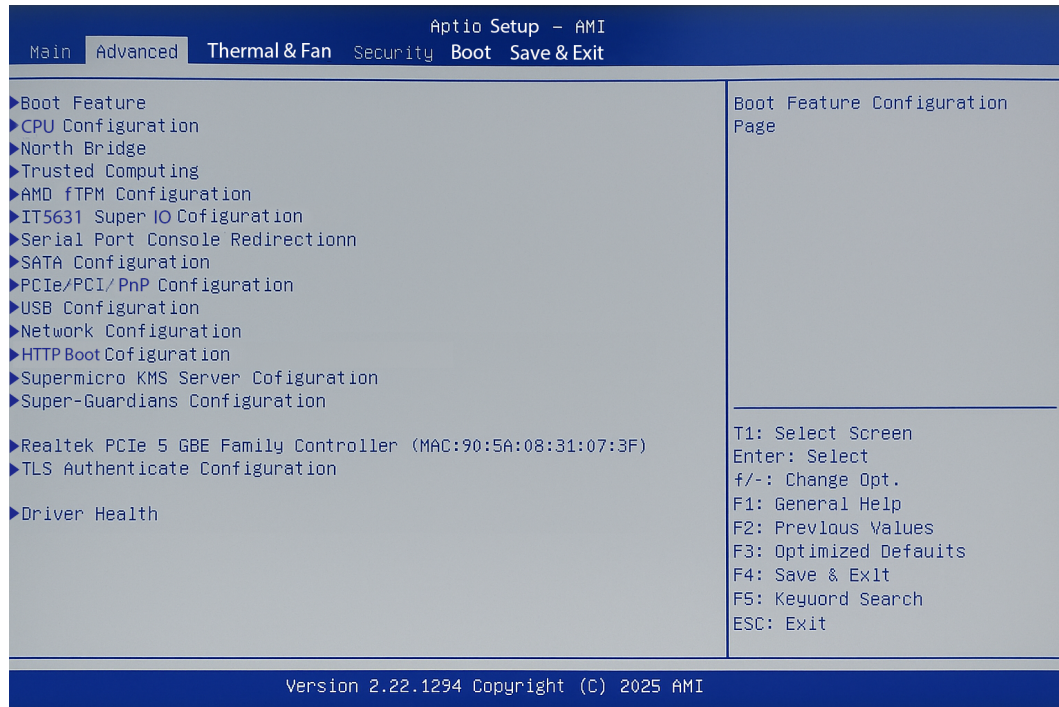 Aptio Setup – AMI
Main Advanced Thermal & Fan Security Boot Save & Exit
▶Boot Feature
▶CPU Configuration
▶North Bridge
▶Trusted Computing
▶AMD fTPM Configuration
▶IT5631 Super IO Cofiguration
▶Serial Port Console Redirectionn
▶SATA Configuration
▶PCIe/PCI/PnP Configuration
▶USB Configuration
▶Network Configuration
▶HTTP Boot Cofiguration
▶Supermicro KMS Server Cofiguration
▶Super-Guardians Configuration
▶Realtek PCIe 5 GBE Family Controller (MAC:90:5A:08:31:07:3F)
▶TLS Authenticate Configuration
▶Driver Health
Boot Feature Configuration
Page
T1: Select Screen
Enter: Select
f/-: Change Opt.
F1: General Help
F2: Prevlous Values
F3: Optimized Defauits
F4: Save & Exlt
F5: Keyuord Search
ESC: Exit
Version 2.22.1294 Copyright (C) 2025 AMI